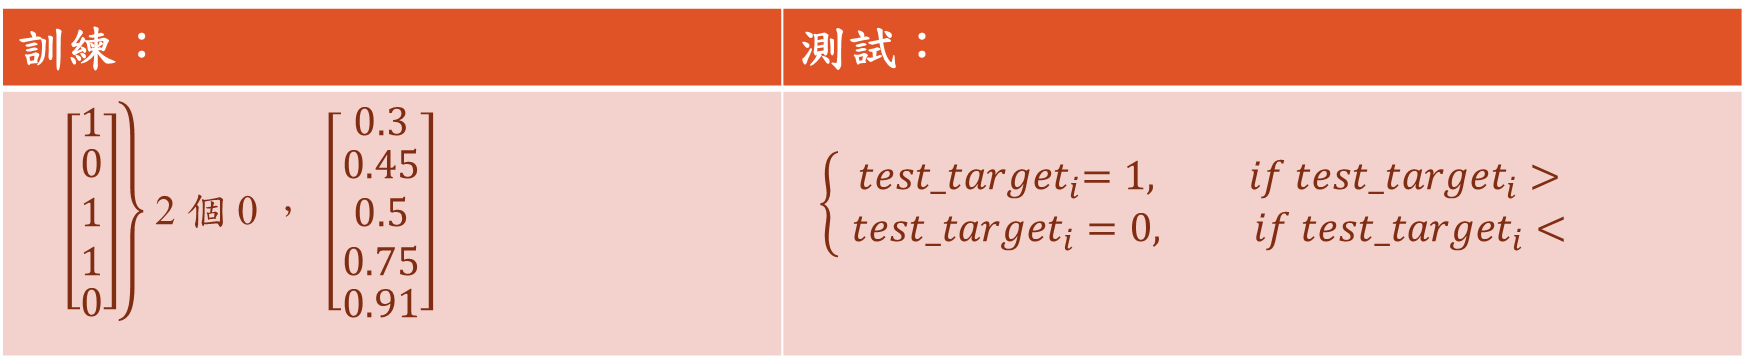 訓練：
測試：
[1 0 1 1 0] } 2 個 0 ， [0.3 0.45 0.5 0.75 0.91]
test_target_i= 1, if test_target_i >
test_target_i = 0, if test_target_i <